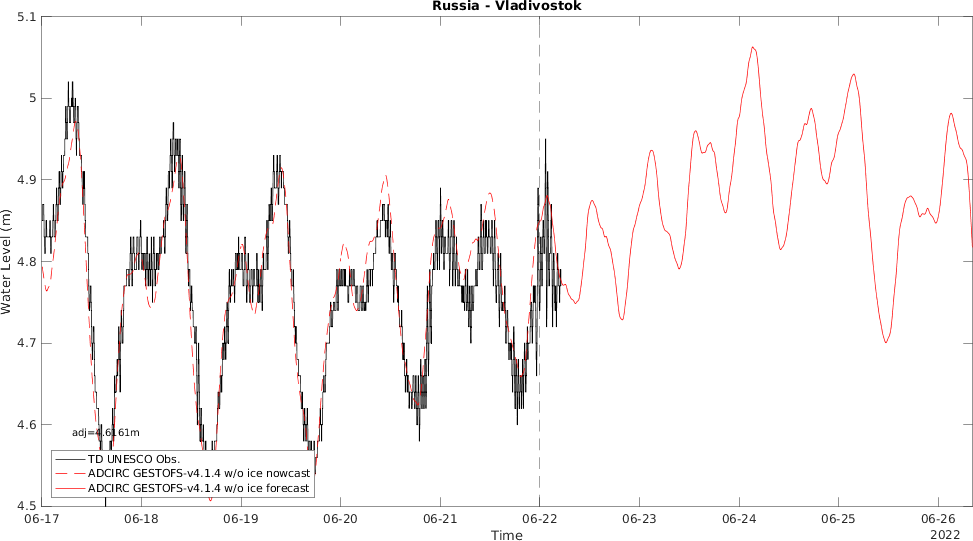 Russia - Vladivostok
5.1
5
4.9
4.8
4.7
4.6
4.5
Water Level (m)
adj=4.6161m
TD UNESCO Obs.
ADCIRC GESTOFS-v4.1.4 w/o ice nowcast
ADCIRC GESTOFS-v4.1.4 w/o ice forecast
06-17 06-18 06-19 06-20 06-21 06-22 06-23 06-24 06-25 06-26
2022
Time